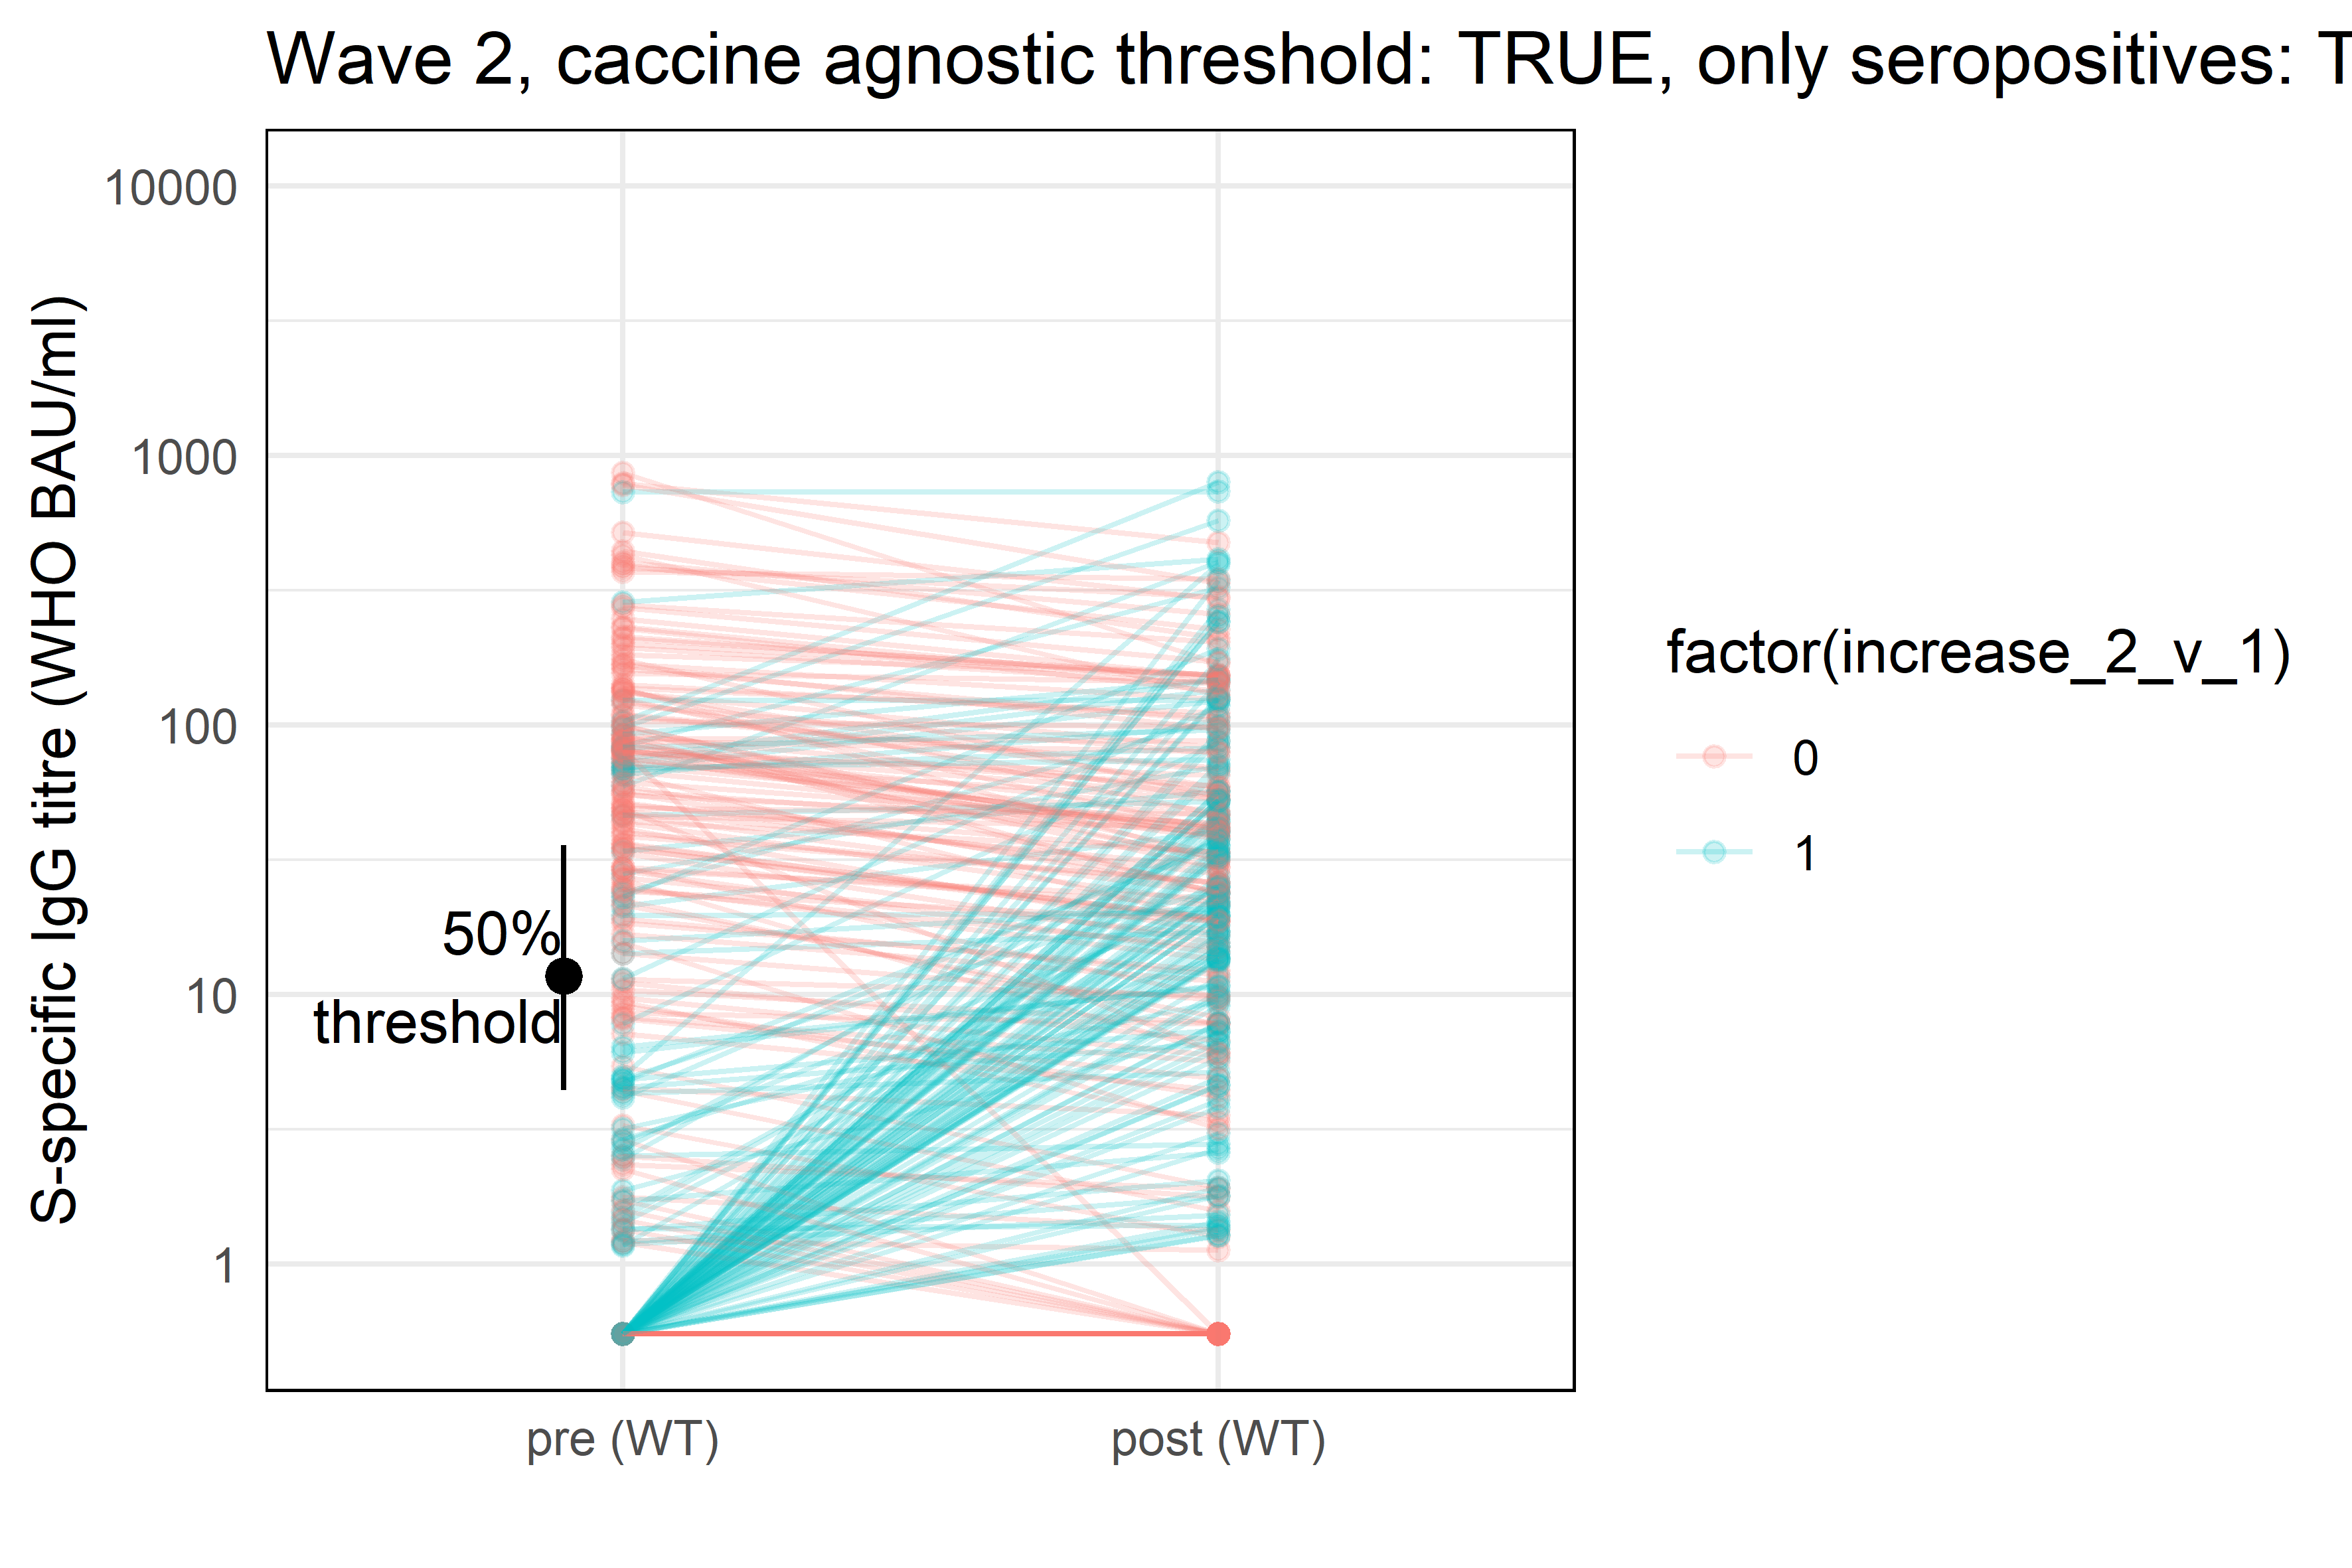 Wave 2, caccine agnostic threshold: TRUE, only seropositives: T
S-specific IgG titre (WHO BAU/ml)
10000
1000
100
10
1
50%
threshold
pre (WT)
post (WT)
factor(increase_2_v_1)
0
1